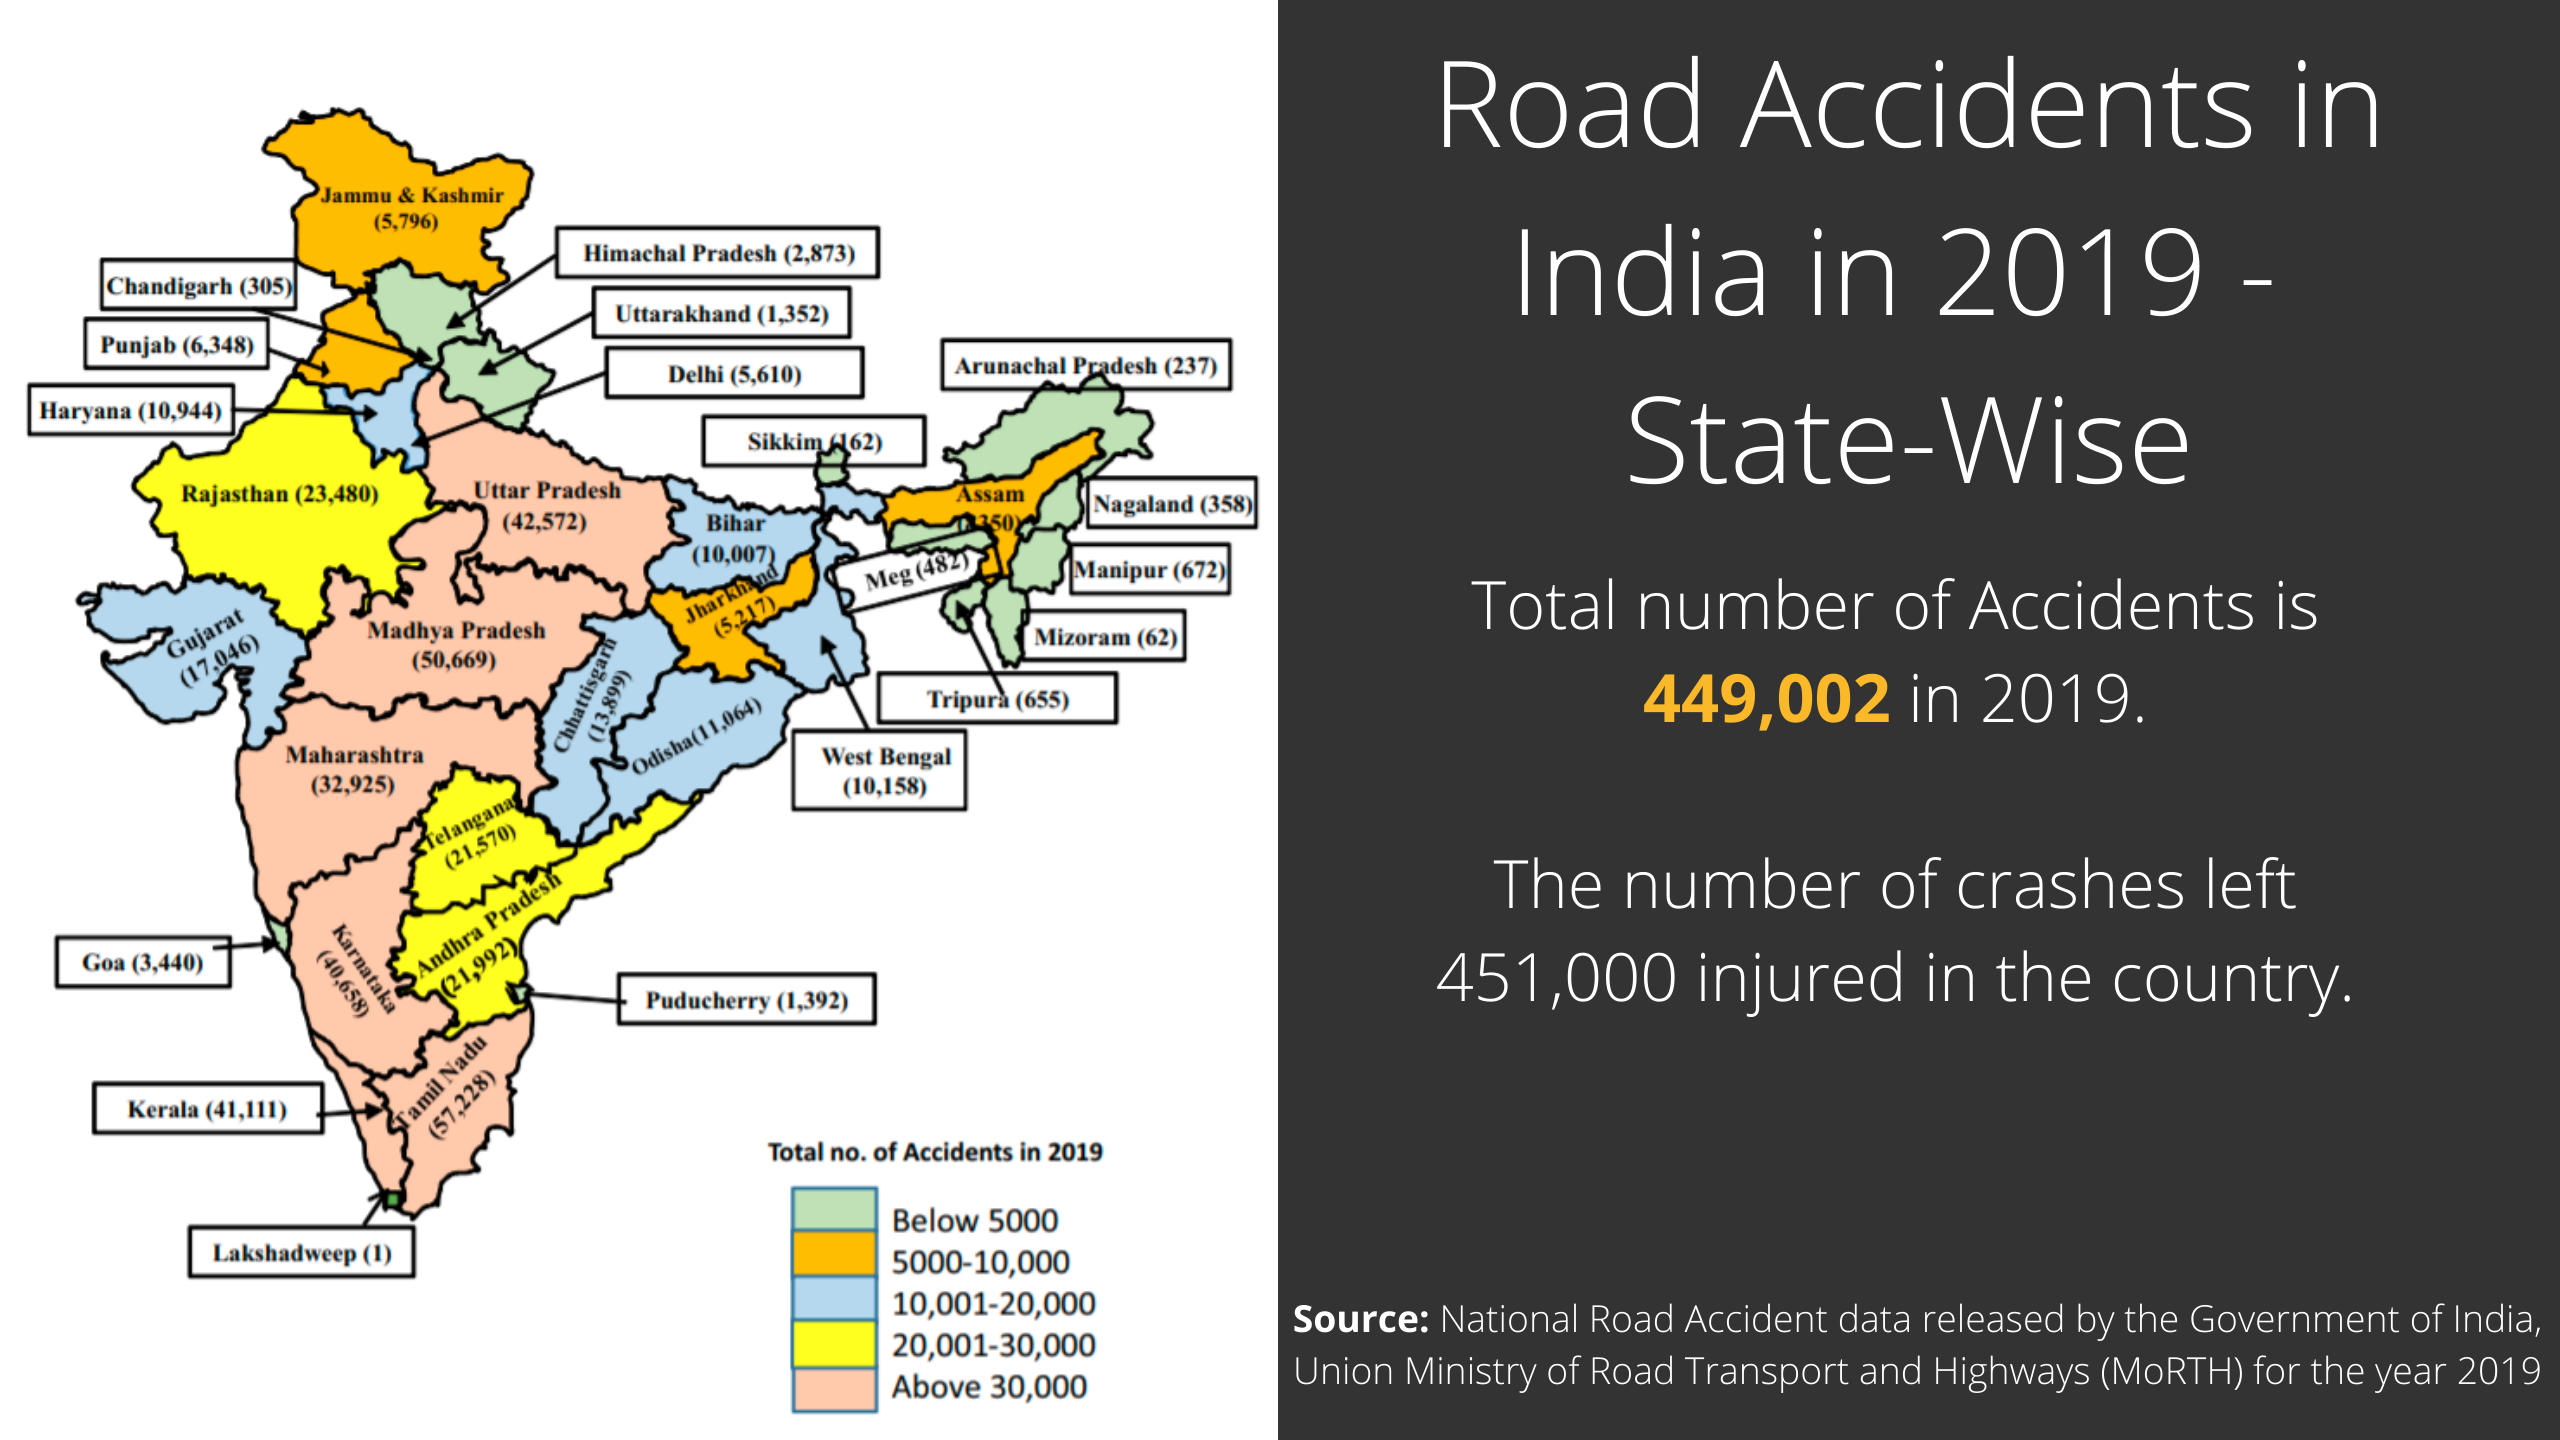 Road Accidents in
India in 2019 -
State-Wise
Total number of Accidents is
449,002 in 2019.
The number of crashes left
451,000 injured in the country.
Source: National Road Accident data released by the Government of India,
Union Ministry of Road Transport and Highways (MoRTH) for the year 2019
Jammu & Kashmir
(5,796)
Himachal Pradesh (2,873)
Chandigarh (305)
Uttarakhand (1,352)
Punjab (6,348)
Delhi (5,610)
Arunachal Pradesh (237)
Haryana (10,944)
Sikkim (162)
Rajasthan (23,480)
Uttar Pradesh
(42,572)
Bihar
(10,007)
Assam
Nagaland (358)
Meg (482)
Manipur (672)
Jharkhand
(5,217)
Mizoram (62)
Gujarat
(17,046)
Madhya Pradesh
(50,669)
Chhattisgarh
(13,899)
Tripura (655)
Odisha(11,064)
West Bengal
(10,158)
Maharashtra
(32,925)
Telangana
(21,570)
Andhra Pradesh
(21,992)
Karnataka
(40,658)
Goa (3,440)
Puducherry (1,392)
Kerala (41,111)
Tamil Nadu
(57,228)
Lakshadweep (1)
Total no. of Accidents in 2019
Below 5000
5000-10,000
10,001-20,000
20,001-30,000
Above 30,000